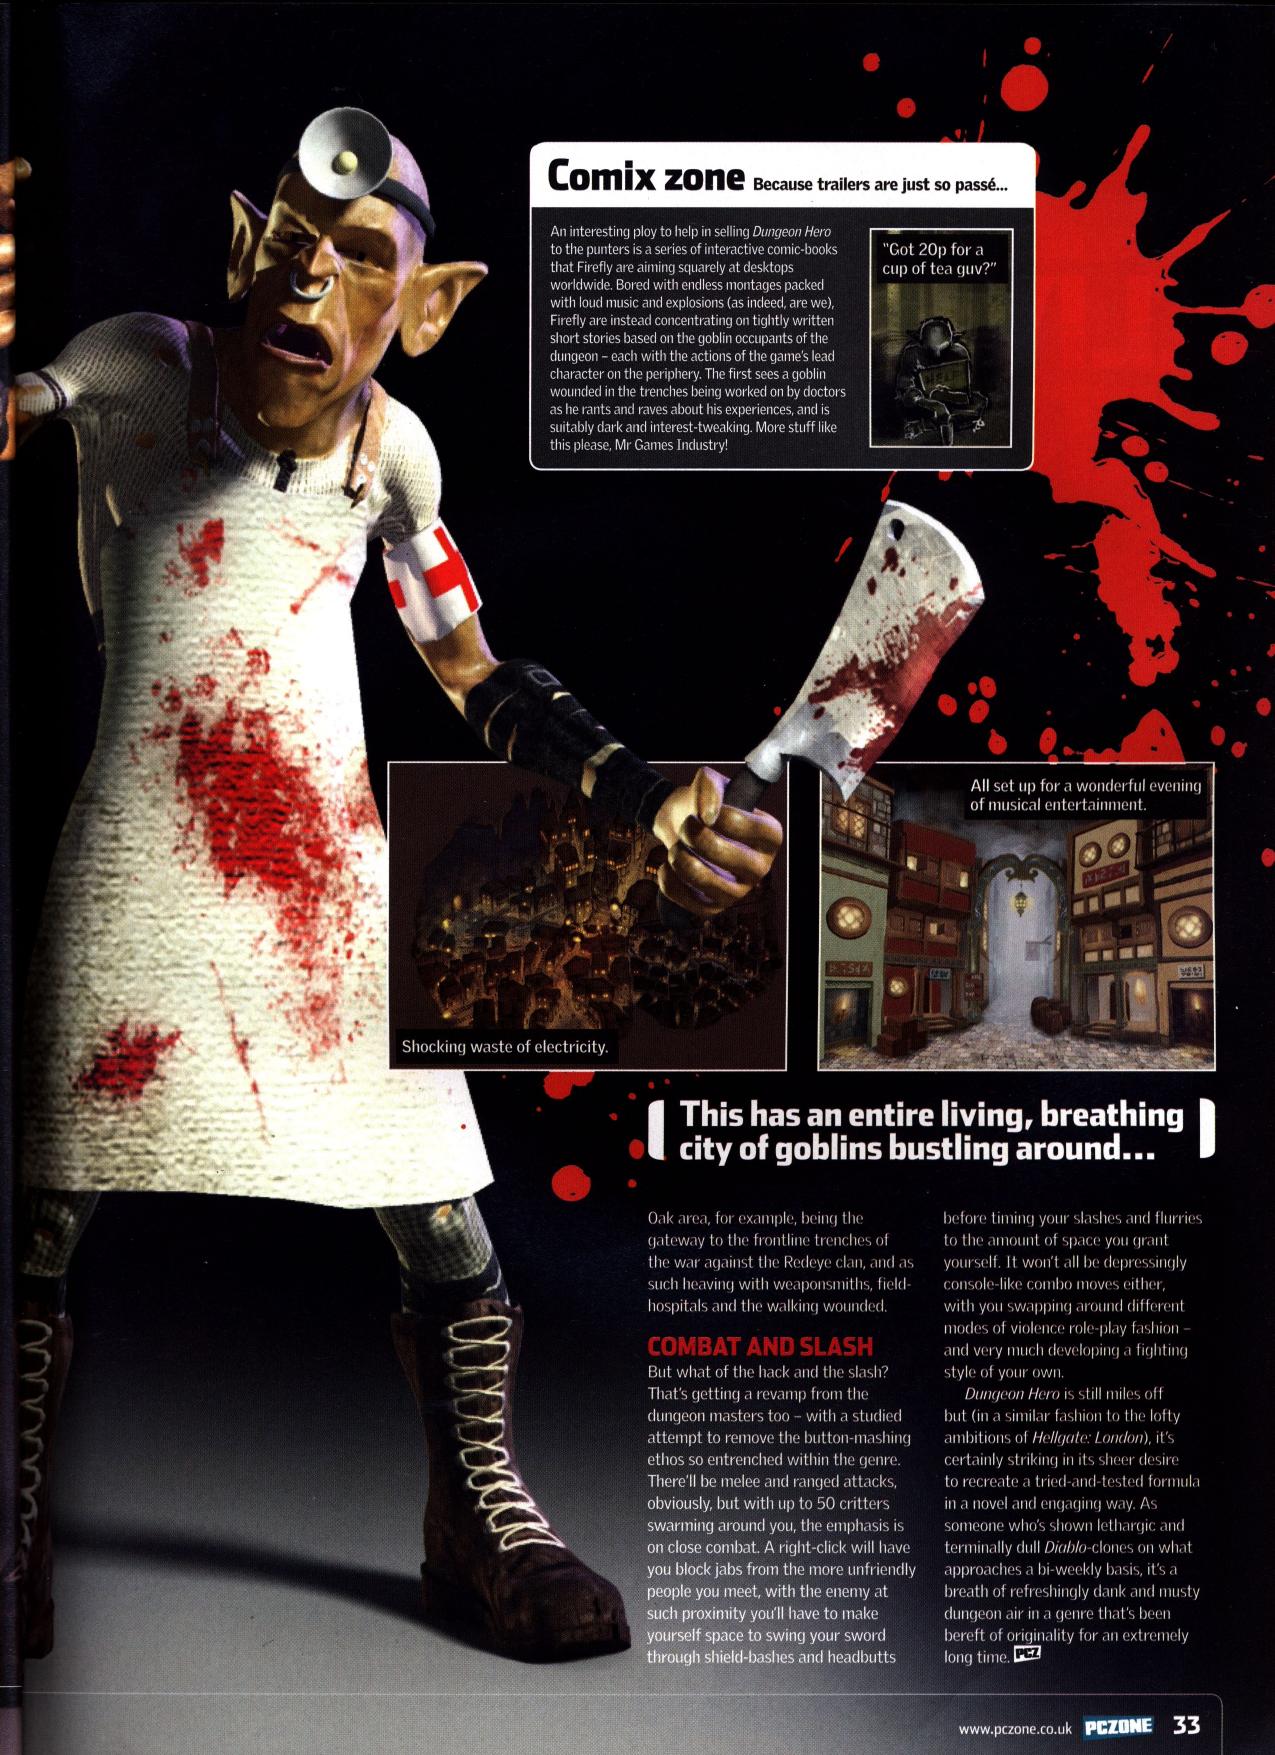 Comix zone Because trailers are just so passé...
An interesting ploy to help in selling Dungeon Hero
to the punters is a series of interactive comic-books
that Firefly are aiming squarely at desktops
worldwide. Bored with endless montages packed
with loud music and explosions (as indeed, are we),
Firefly are instead concentrating on tightly written
short stories based on the goblin occupants of the
dungeon – each with the actions of the game's lead
character on the periphery. The first sees a goblin
wounded in the trenches being worked on by doctors
as he rants and raves about his experiences, and is
suitably dark and interest-tweaking. More stuff like
this please, Mr Games Industry!
"Got 20p for a
cup of tea guv?"
All set up for a wonderful evening
of musical entertainment.
Shocking waste of electricity.
This has an entire living, breathing
city of goblins bustling around...
Oak area, for example, being the
gateway to the frontline trenches of
the war against the Redeye clan, and as
such heaving with weaponsmiths, field-
hospitals and the walking wounded.
COMBAT AND SLASH
But what of the hack and the slash?
That's getting a revamp from the
dungeon masters too – with a studied
attempt to remove the button-mashing
ethos so entrenched within the genre.
There'll be melee and ranged attacks,
obviously, but with up to 50 critters
swarming around you, the emphasis is
on close combat. A right-click will have
you block jabs from the more unfriendly
people you meet, with the enemy at
such proximity you'll have to make
yourself space to swing your sword
through shield-bashes and headbutts
before timing your slashes and flurries
to the amount of space you grant
yourself. It won't all be depressingly
console-like combo moves either,
with you swapping around different
modes of violence role-play fashion –
and very much developing a fighting
style of your own.
Dungeon Hero is still miles off
but (in a similar fashion to the lofty
ambitions of Hellgate: London), it's
certainly striking in its sheer desire
to recreate a tried-and-tested formula
in a novel and engaging way. As
someone who's shown lethargic and
terminally dull Diablo-clones on what
approaches a bi-weekly basis, it's a
breath of refreshingly dank and musty
dungeon air in a genre that's been
bereft of originality for an extremely
long time. PCZ
www.pczone.co.uk PCZONE 33